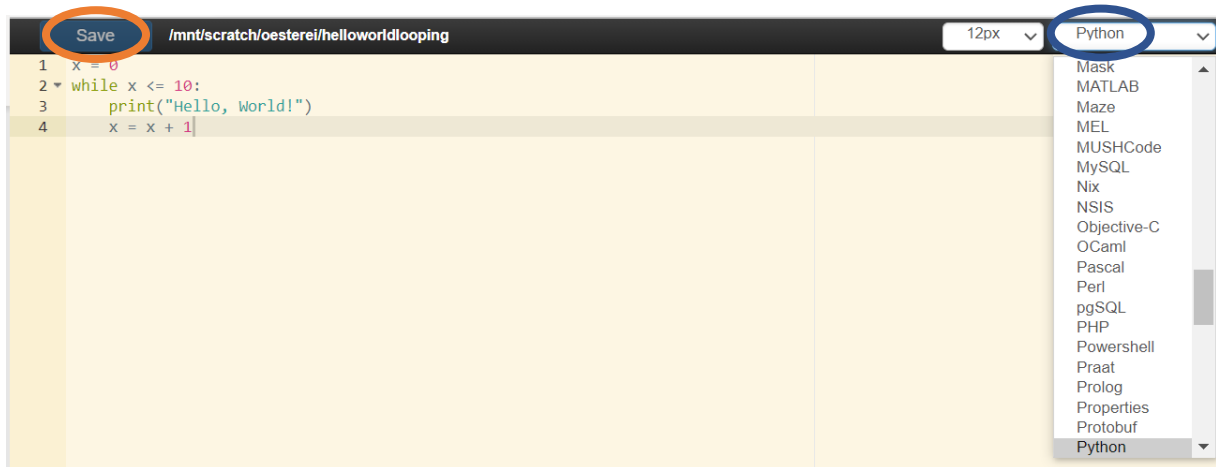 Save /mnt/scratch/oesterei/helloworldlooping 12px Python
1 x = 0
2 while x <= 10:
3     print("Hello, World!")
4     x = x + 1
Mask
MATLAB
Maze
MEL
MUSHCode
MySQL
Nix
NSIS
Objective-C
OCaml
Pascal
Perl
pgSQL
PHP
Powershell
Praat
Prolog
Properties
Protobuf
Python